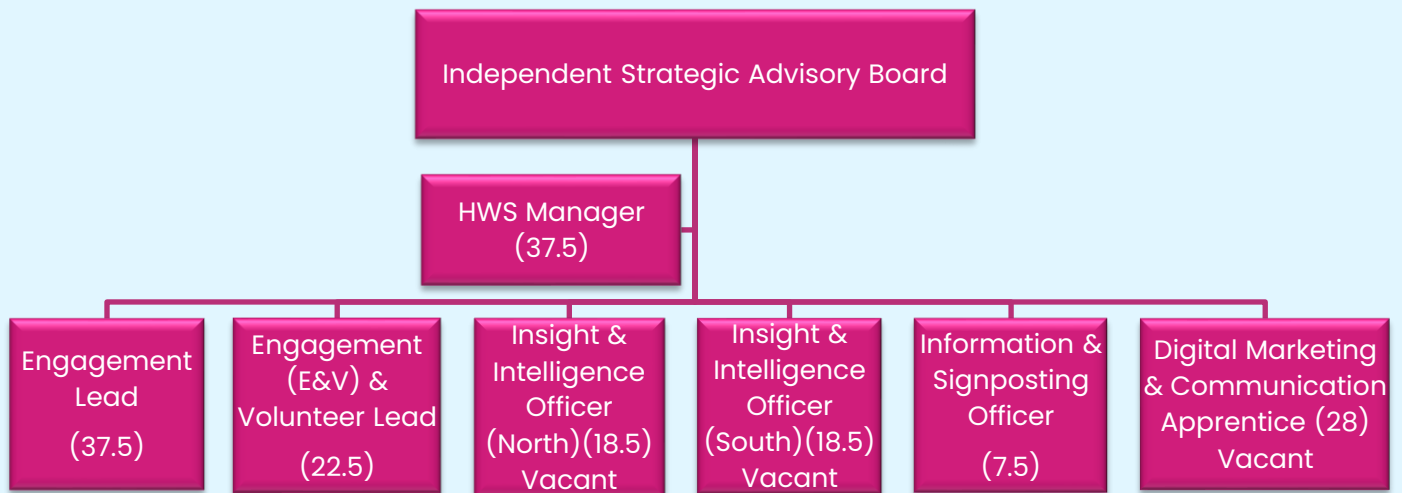 Independent Strategic Advisory Board
HWS Manager
(37.5)
Engagement
Lead
(37.5)
Engagement
(E&V) &
Volunteer Lead
(22.5)
Insight &
Intelligence
Officer
(North)(18.5)
Vacant
Insight &
Intelligence
Officer
(South)(18.5)
Vacant
Information &
Signposting
Officer
(7.5)
Digital Marketing
& Communication
Apprentice (28)
Vacant